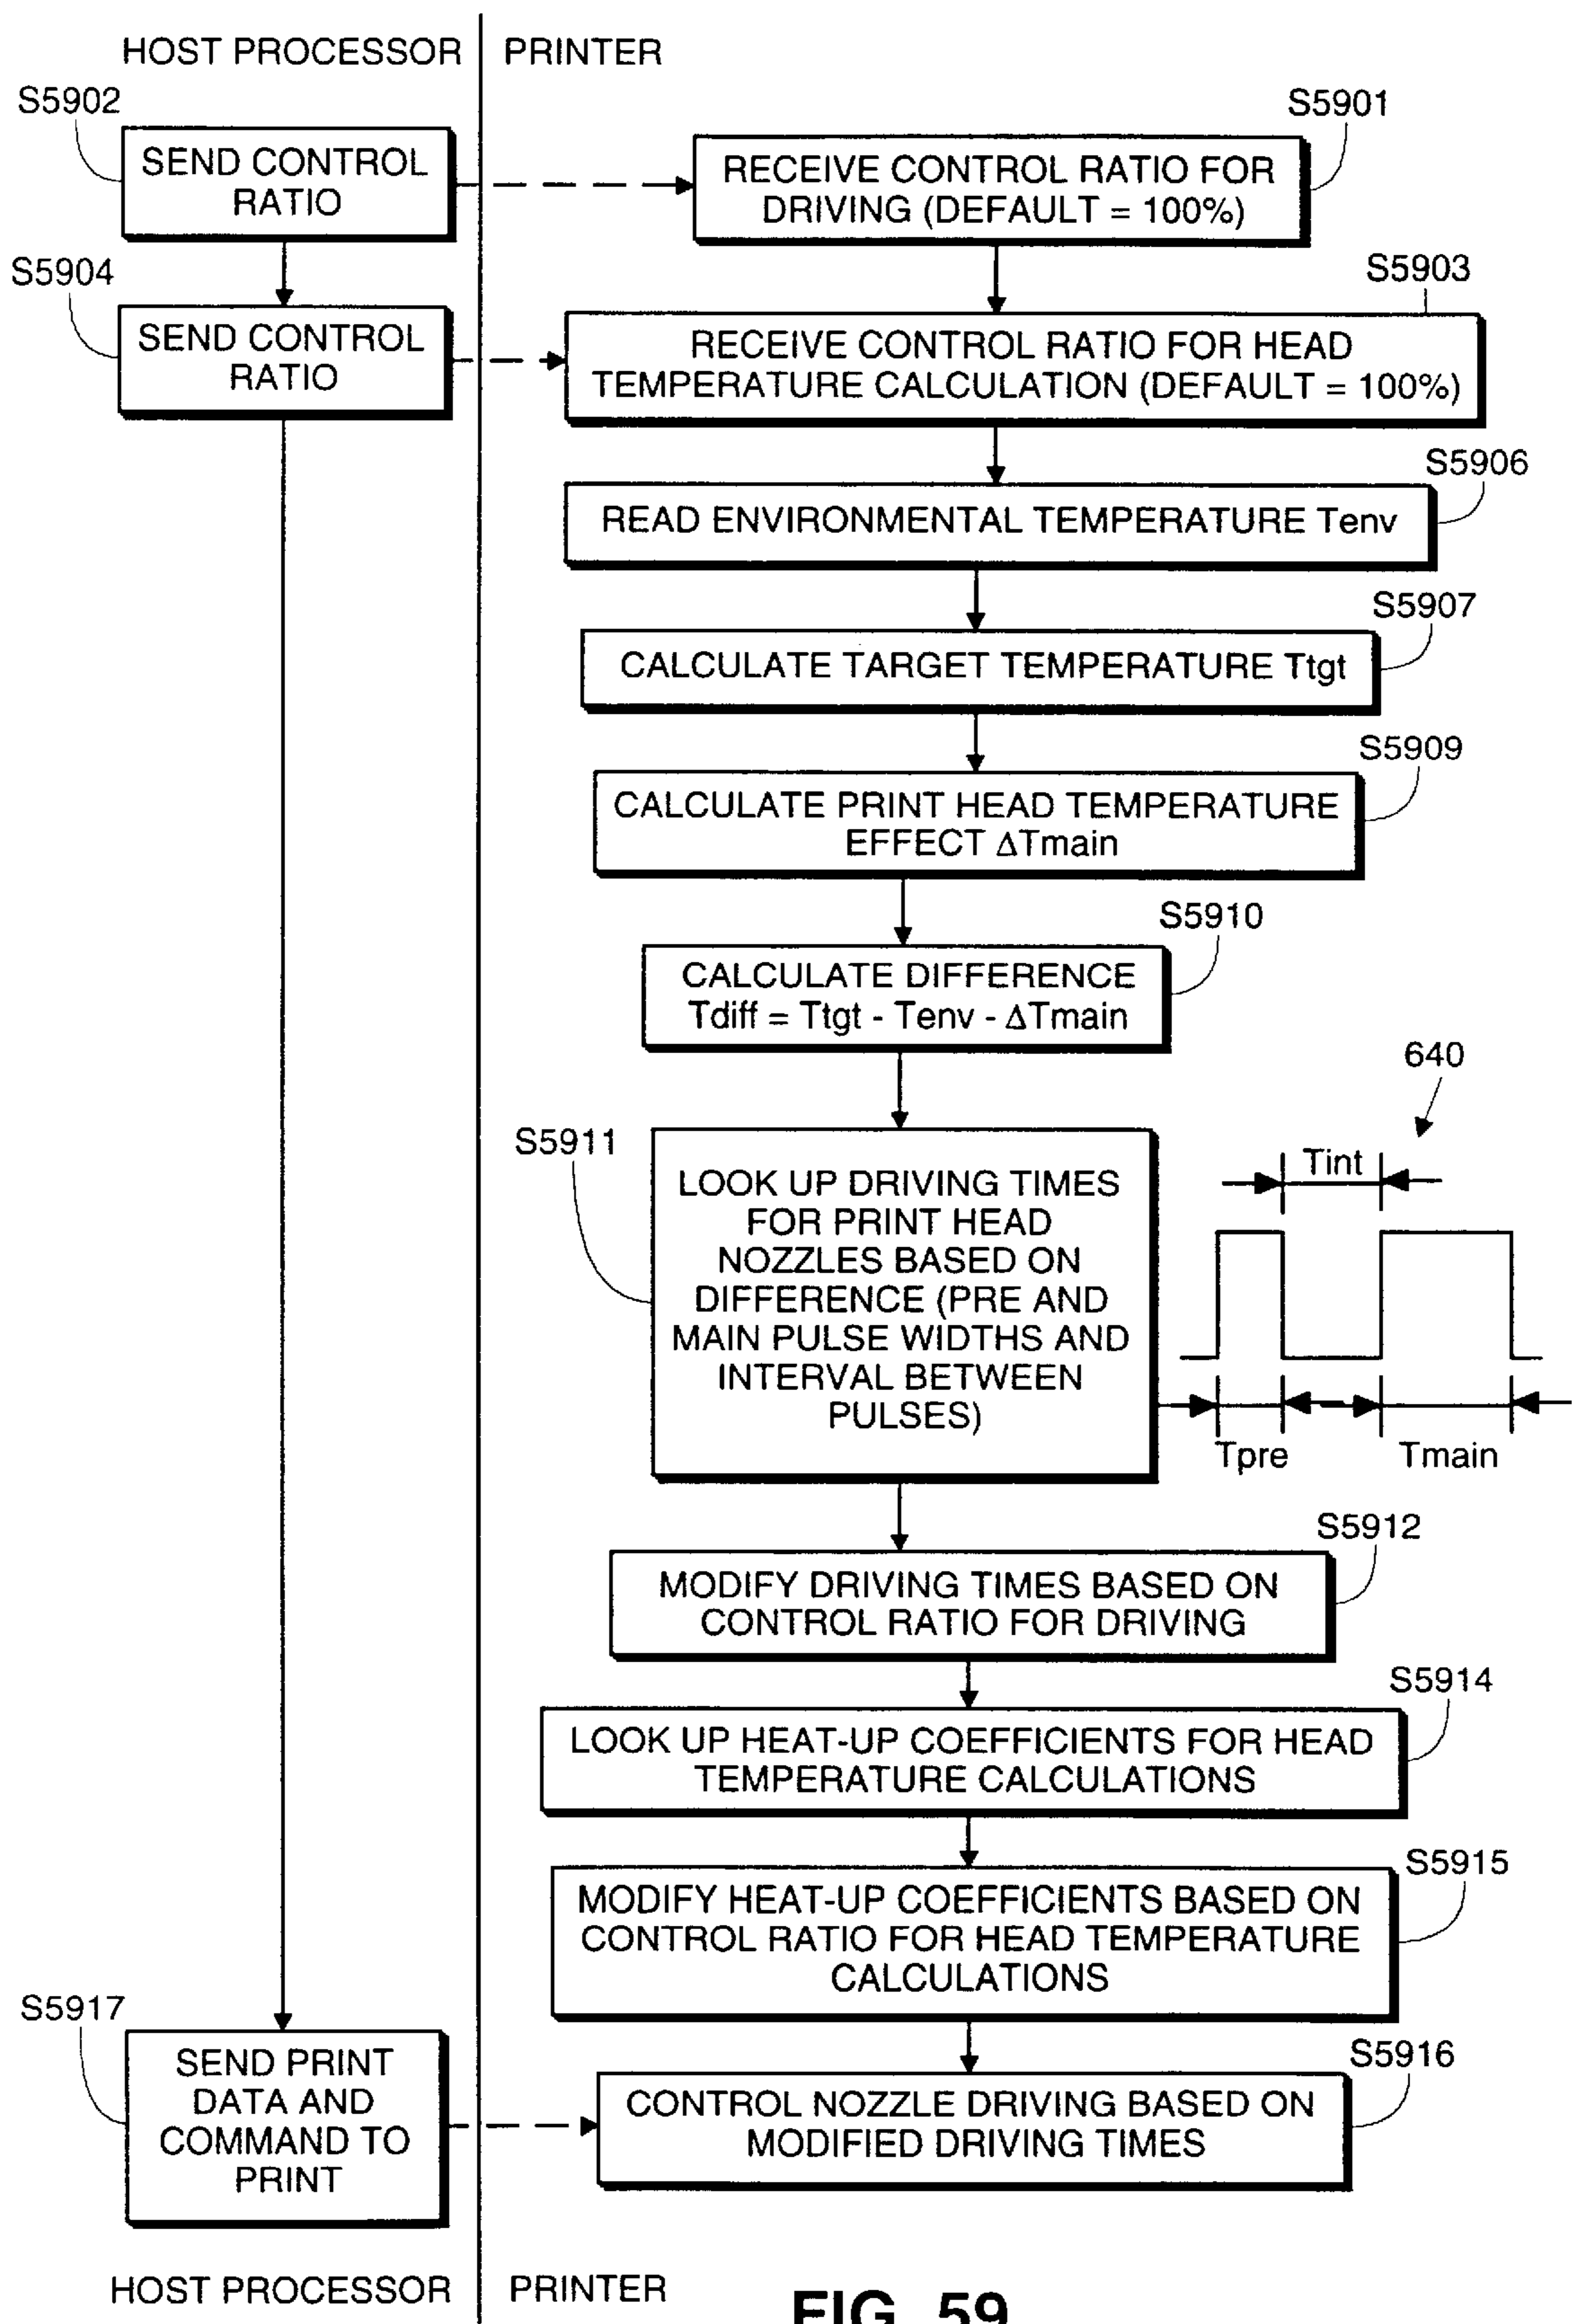 HOST PROCESSOR
PRINTER
S5902
SEND CONTROL
RATIO
S5901
RECEIVE CONTROL RATIO FOR
DRIVING (DEFAULT = 100%)
S5904
SEND CONTROL
RATIO
S5903
RECEIVE CONTROL RATIO FOR HEAD
TEMPERATURE CALCULATION (DEFAULT = 100%)
S5906
READ ENVIRONMENTAL TEMPERATURE Tenv
S5907
CALCULATE TARGET TEMPERATURE Ttgt
S5909
CALCULATE PRINT HEAD TEMPERATURE
EFFECT ΔTmain
S5910
CALCULATE DIFFERENCE
Tdiff = Ttgt - Tenv - ΔTmain
640
S5911
LOOK UP DRIVING TIMES
FOR PRINT HEAD
NOZZLES BASED ON
DIFFERENCE (PRE AND
MAIN PULSE WIDTHS AND
INTERVAL BETWEEN
PULSES)
Tint
Tpre
Tmain
S5912
MODIFY DRIVING TIMES BASED ON
CONTROL RATIO FOR DRIVING
S5914
LOOK UP HEAT-UP COEFFICIENTS FOR HEAD
TEMPERATURE CALCULATIONS
S5915
MODIFY HEAT-UP COEFFICIENTS BASED ON
CONTROL RATIO FOR HEAD TEMPERATURE
CALCULATIONS
S5917
SEND PRINT
DATA AND
COMMAND TO
PRINT
S5916
CONTROL NOZZLE DRIVING BASED ON
MODIFIED DRIVING TIMES
HOST PROCESSOR
PRINTER
FIG. 59